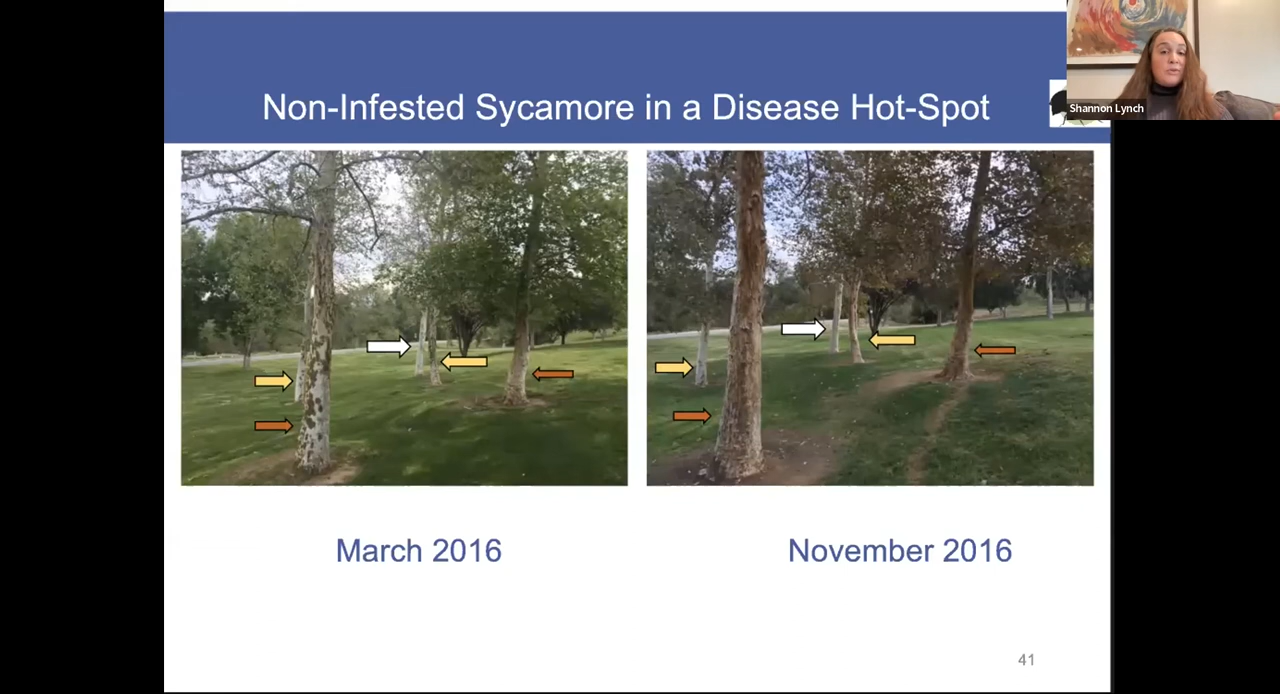 Non-Infested Sycamore in a Disease Hot-Spot
Shannon Lynch
March 2016
November 2016
41